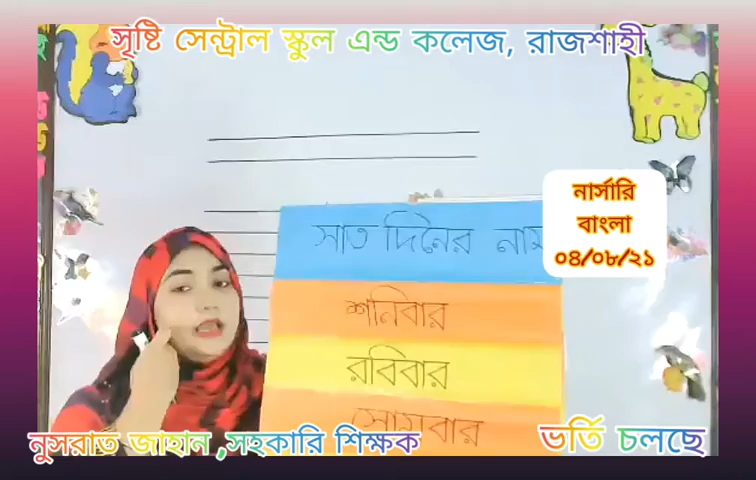 সৃষ্টি সেন্ট্রাল স্কুল এন্ড কলেজ, রাজশাহী
নার্সারি
বাংলা
০৪/০৮/২১
সাত দিনের নাম
শনিবার
রবিবার
সোমবার
নুসরাত জাহান ,সহকারি শিক্ষক
ভর্তি চলছে